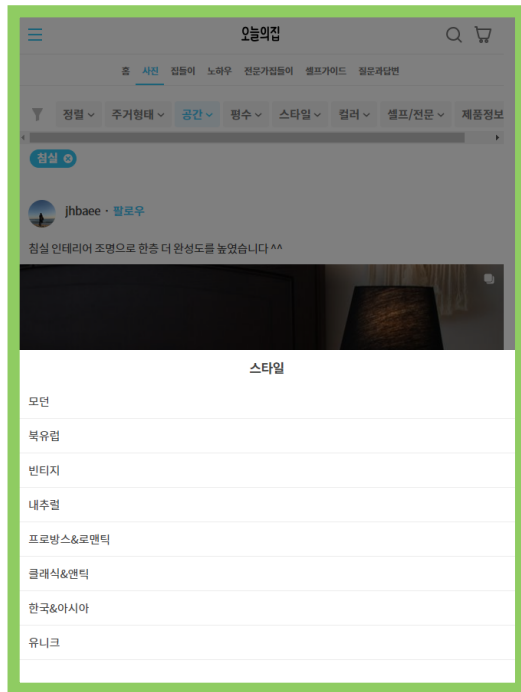 오늘의집
홈 사진 집들이 노하우 전문가집들이 셀프가이드 질문과답변
정렬 주거형태 공간 평수 스타일 컬러 셀프/전문 제품정보
침실
jhbaee · 팔로우
침실 인테리어 조명으로 한층 더 완성도를 높였습니다 ^^
스타일
모던
북유럽
빈티지
내추럴
프로방스&로맨틱
클래식&앤틱
한국&아시아
유니크